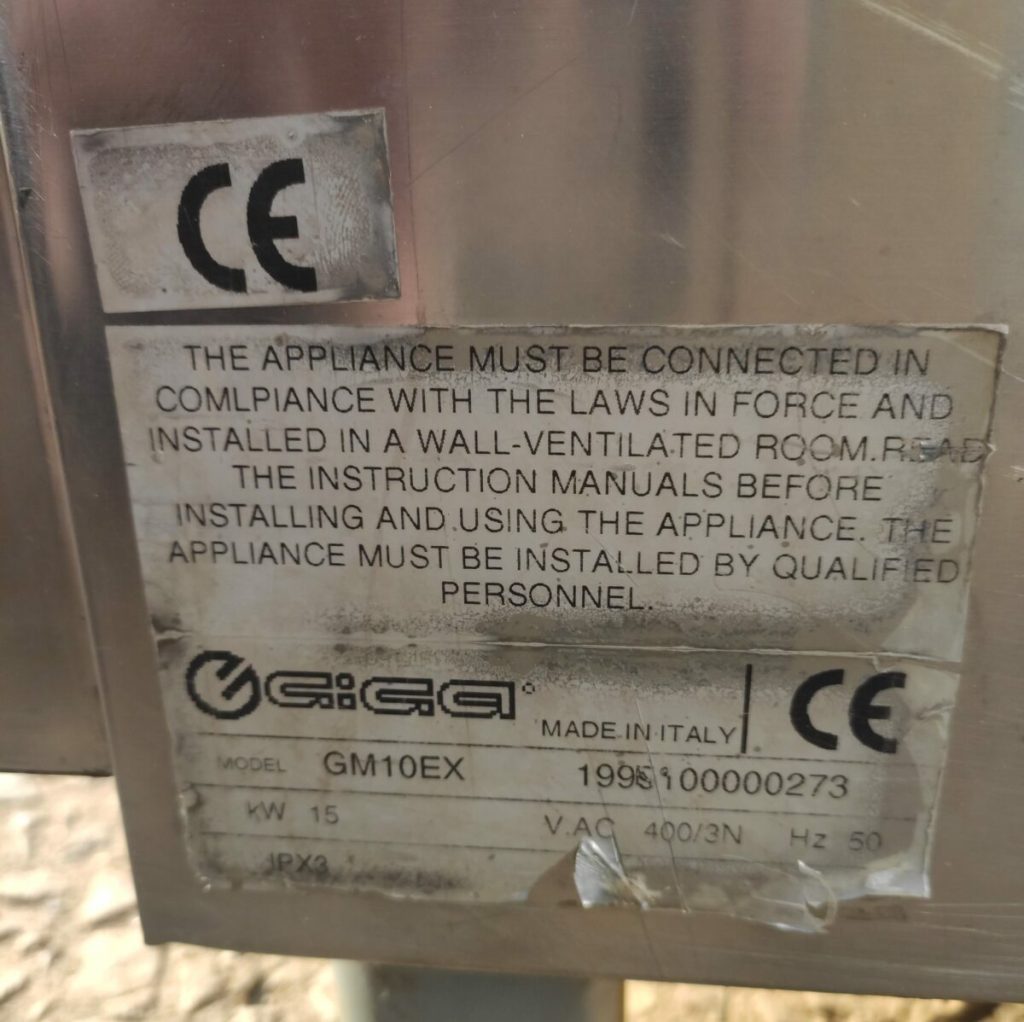 CE
THE APPLIANCE MUST BE CONNECTED IN
COMLPIANCE WITH THE LAWS IN FORCE AND
INSTALLED IN A WALL-VENTILATED ROOM.READ
THE INSTRUCTION MANUALS BEFORE
INSTALLING AND USING THE APPLIANCE. THE
APPLIANCE MUST BE INSTALLED BY QUALIFIED
PERSONNEL.
GiGa MADE IN ITALY CE
MODEL GM10EX
kW 15 V.AC 400/3N Hz 50
IPX3